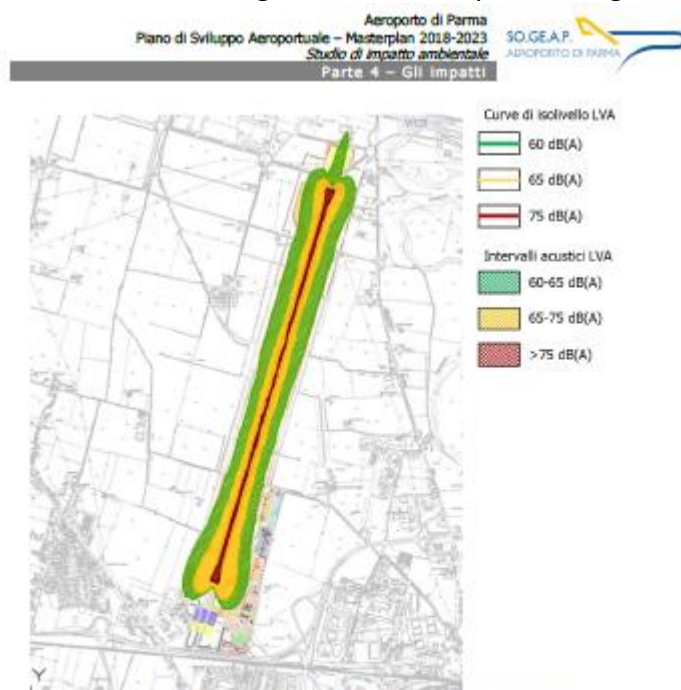 Aeroporto di Parma
Piano di Sviluppo Aeroportuale – Masterplan 2018-2023
Studio di impatto ambientale
Parte 4 – Gli impatti
SO.GE.A.P.
AEROPORTO DI PARMA
Curve di isolivello LVA
60 dB(A)
65 dB(A)
75 dB(A)
Intervalli acustici LVA
60-65 dB(A)
65-75 dB(A)
>75 dB(A)